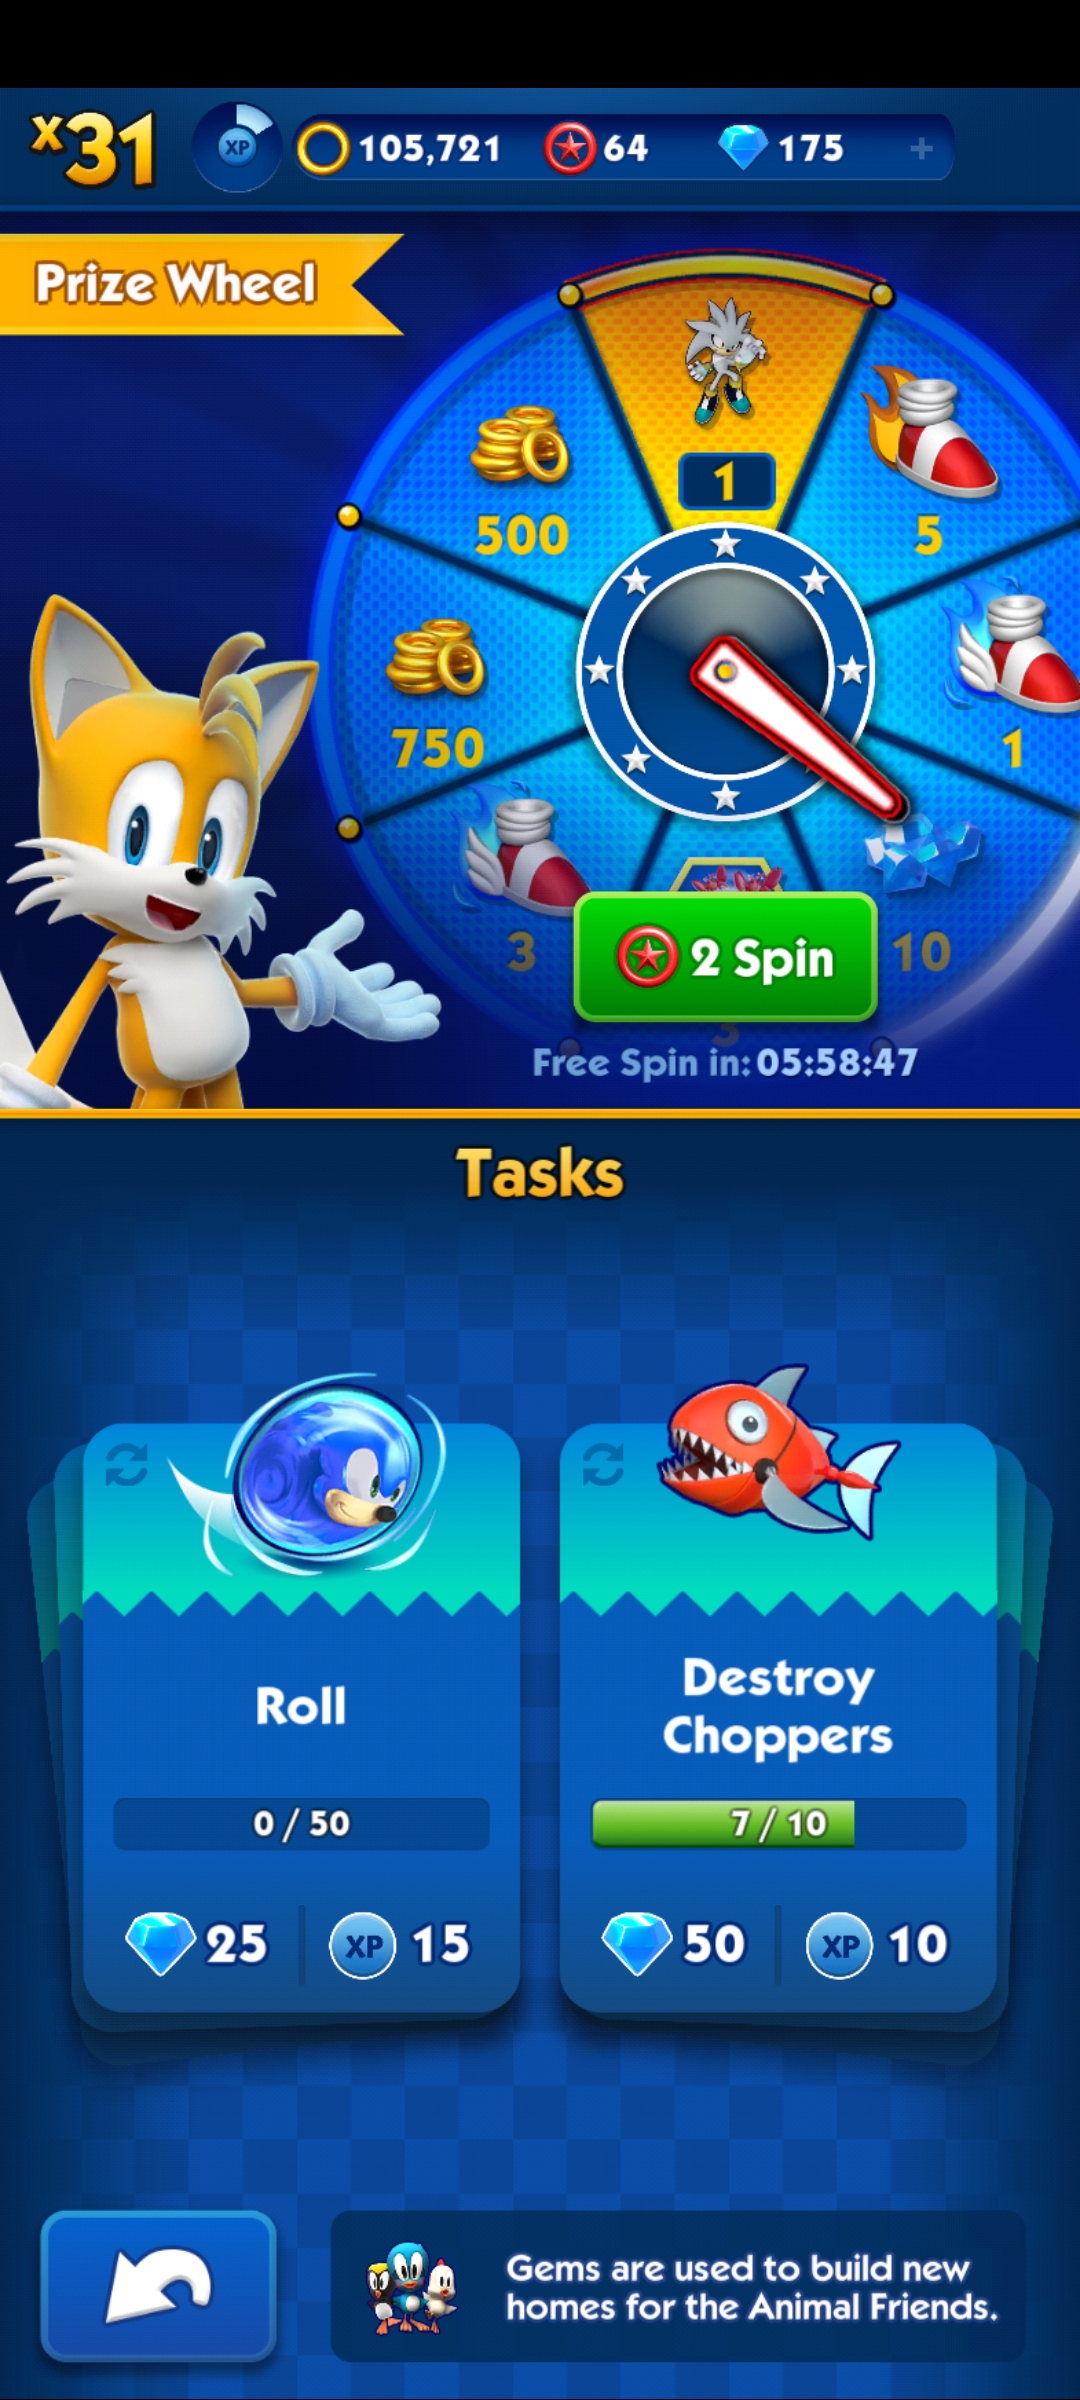 x31
XP
105,721
64
175
+
Prize Wheel
1
500
5
750
1
3
2 Spin
10
3
Free Spin in: 05:58:47
Tasks
Roll
Destroy
Choppers
0 / 50
7 / 10
25
XP 15
50
XP 10
Gems are used to build new
homes for the Animal Friends.